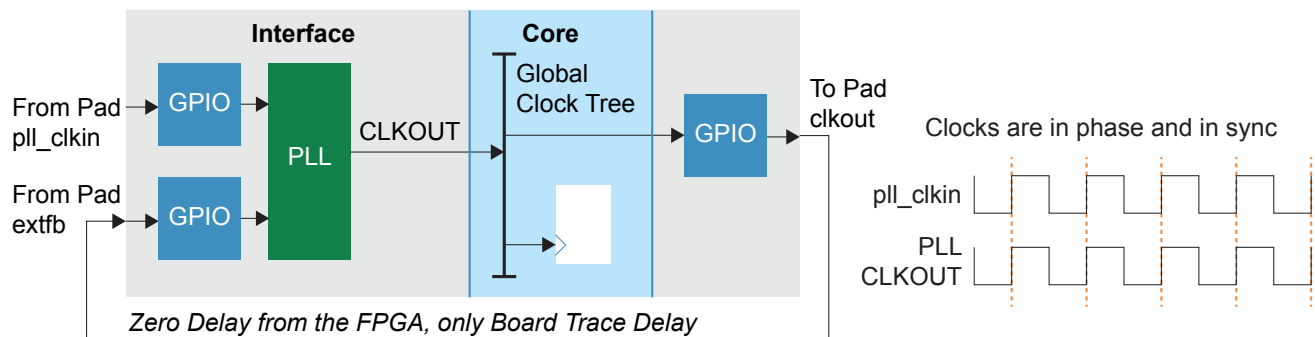 Interface
Core
From Pad
pll_clkin
GPIO
PLL
CLKOUT
Global
Clock Tree
GPIO
To Pad
clkout
From Pad
extfb
GPIO
Zero Delay from the FPGA, only Board Trace Delay
Clocks are in phase and in sync
pll_clkin
PLL
CLKOUT